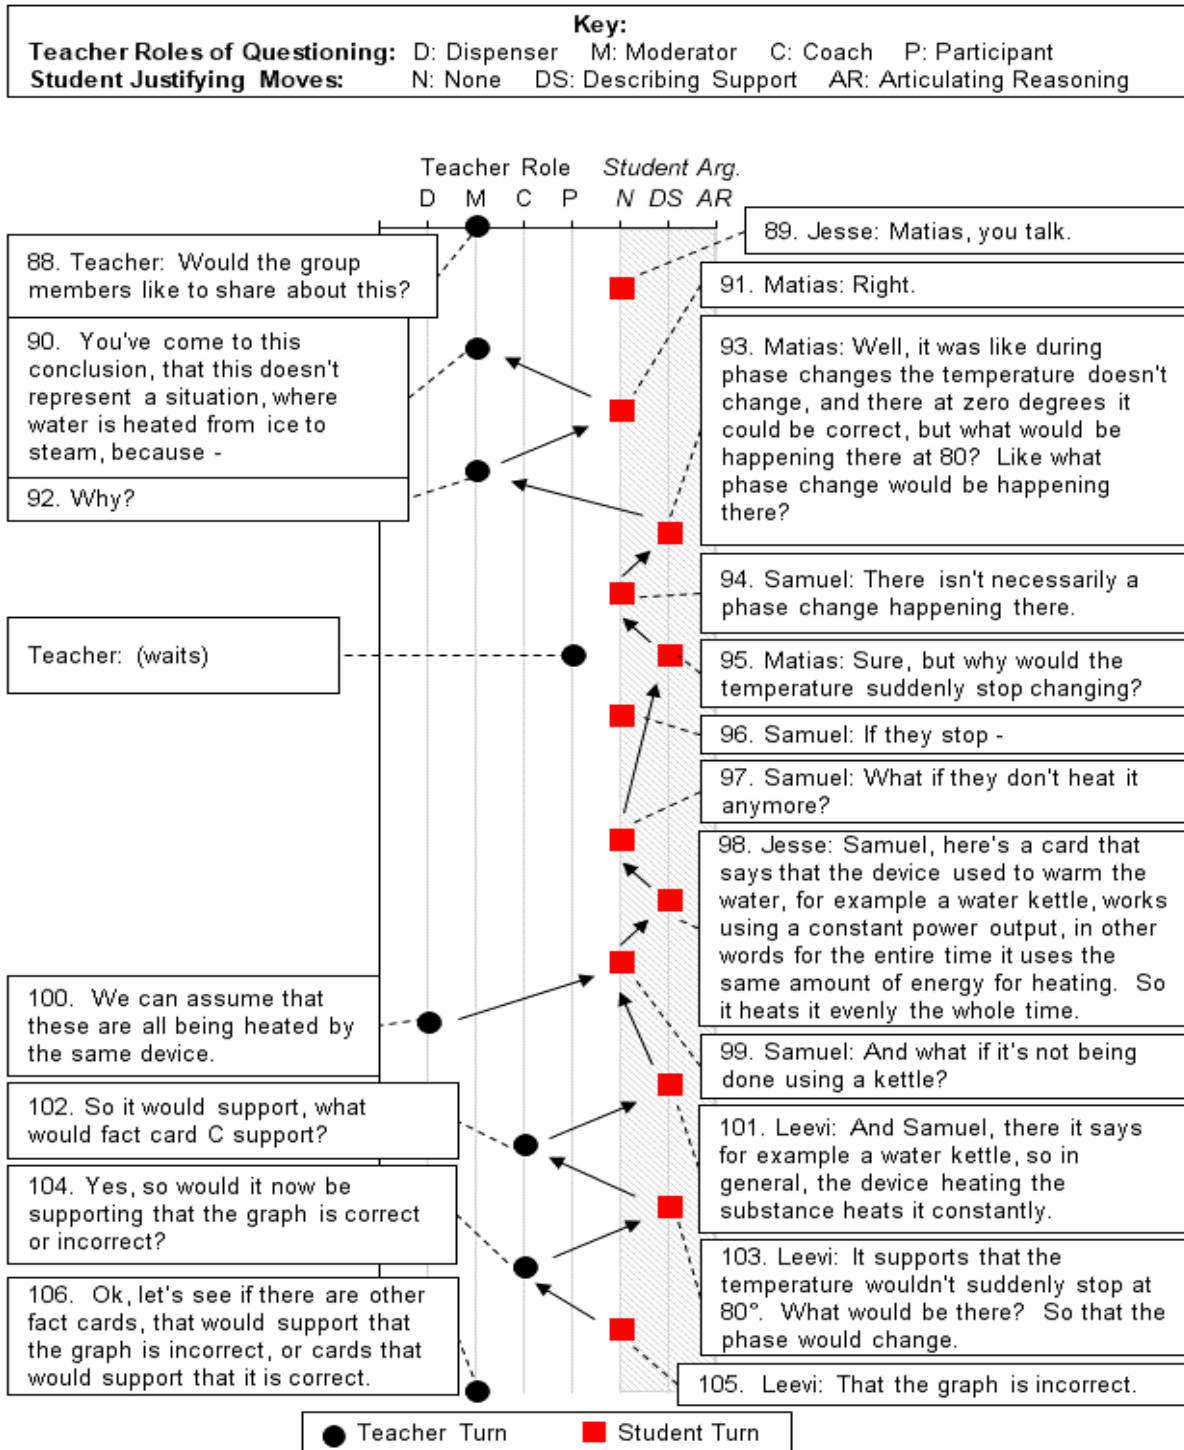 Key:
Teacher Roles of Questioning: D: Dispenser M: Moderator C: Coach P: Participant
Student Justifying Moves: N: None DS: Describing Support AR: Articulating Reasoning
Teacher Role Student Arg.
D M C P N DS AR
88. Teacher: Would the group
members like to share about this?
89. Jesse: Matias, you talk.
90. You've come to this
conclusion, that this doesn't
represent a situation, where
water is heated from ice to
steam, because -
91. Matias: Right.
92. Why?
93. Matias: Well, it was like during
phase changes the temperature doesn't
change, and there at zero degrees it
could be correct, but what would be
happening there at 80? Like what
phase change would be happening
there?
94. Samuel: There isn't necessarily a
phase change happening there.
Teacher: (waits)
95. Matias: Sure, but why would the
temperature suddenly stop changing?
96. Samuel: If they stop -
97. Samuel: What if they don't heat it
anymore?
98. Jesse: Samuel, here's a card that
says that the device used to warm the
water, for example a water kettle, works
using a constant power output, in other
words for the entire time it uses the
same amount of energy for heating. So
it heats it evenly the whole time.
99. Samuel: And what if it's not being
done using a kettle?
100. We can assume that
these are all being heated by
the same device.
101. Leevi: And Samuel, there it says
for example a water kettle, so in
general, the device heating the
substance heats it constantly.
102. So it would support, what
would fact card C support?
103. Leevi: It supports that the
temperature wouldn't suddenly stop at
80°. What would be there? So that the
phase would change.
104. Yes, so would it now be
supporting that the graph is correct
or incorrect?
105. Leevi: That the graph is incorrect.
106. Ok, let's see if there are other
fact cards, that would support that
the graph is incorrect, or cards that
would support that it is correct.
Teacher Turn Student Turn